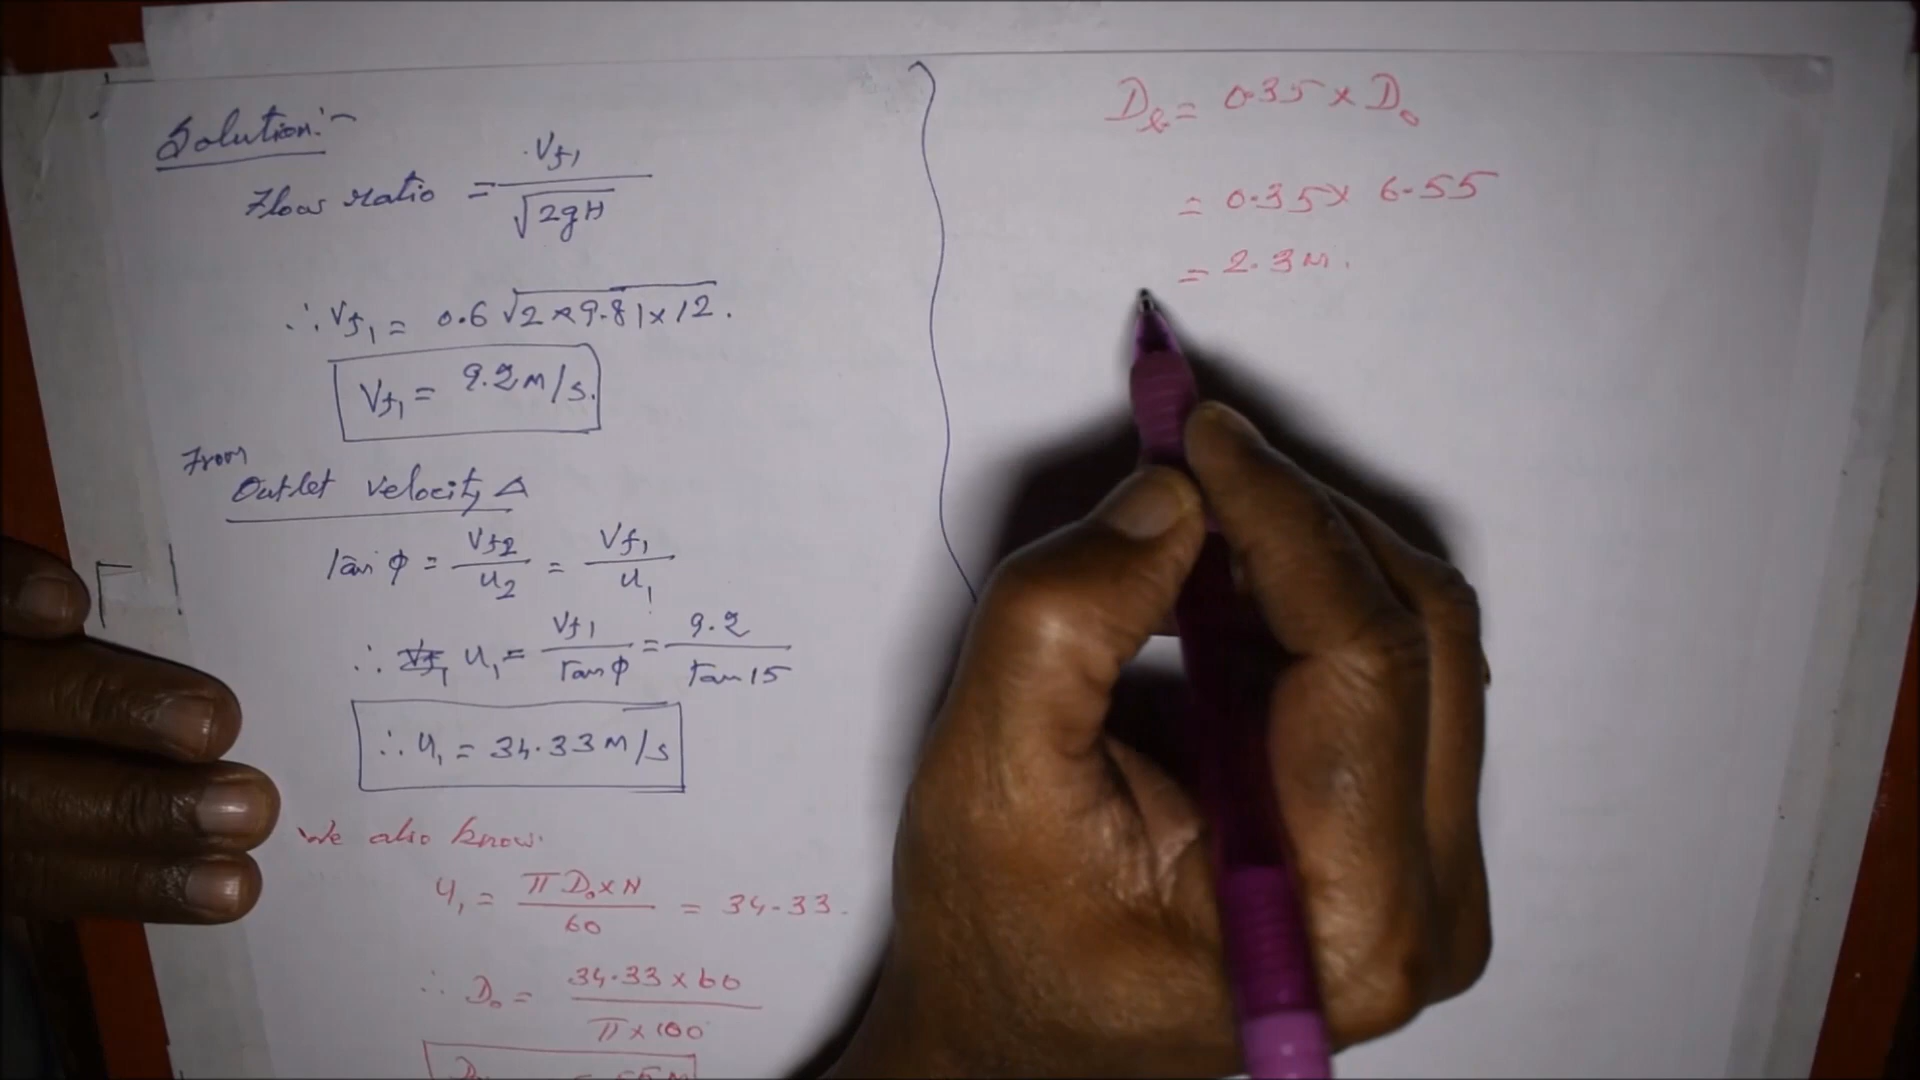 Solution:-
Flow ratio = Vf1 / √2gH
∴ Vf1 = 0.6 √2×9.81×12.
Vf1 = 9.2 m/s.
From
Outlet velocity Δ
tan φ = Vf2 / u2 = Vf1 / u1
∴ u1 = Vf1 / tan φ = 9.2 / tan 15
∴ u1 = 34.33 m/s
We also know.
u1 = π Do × N / 60 = 34.33.
∴ Do = 34.33 × 60 / π × 100
Db = 0.35 × Do
= 0.35 × 6.55
= 2.3 m.